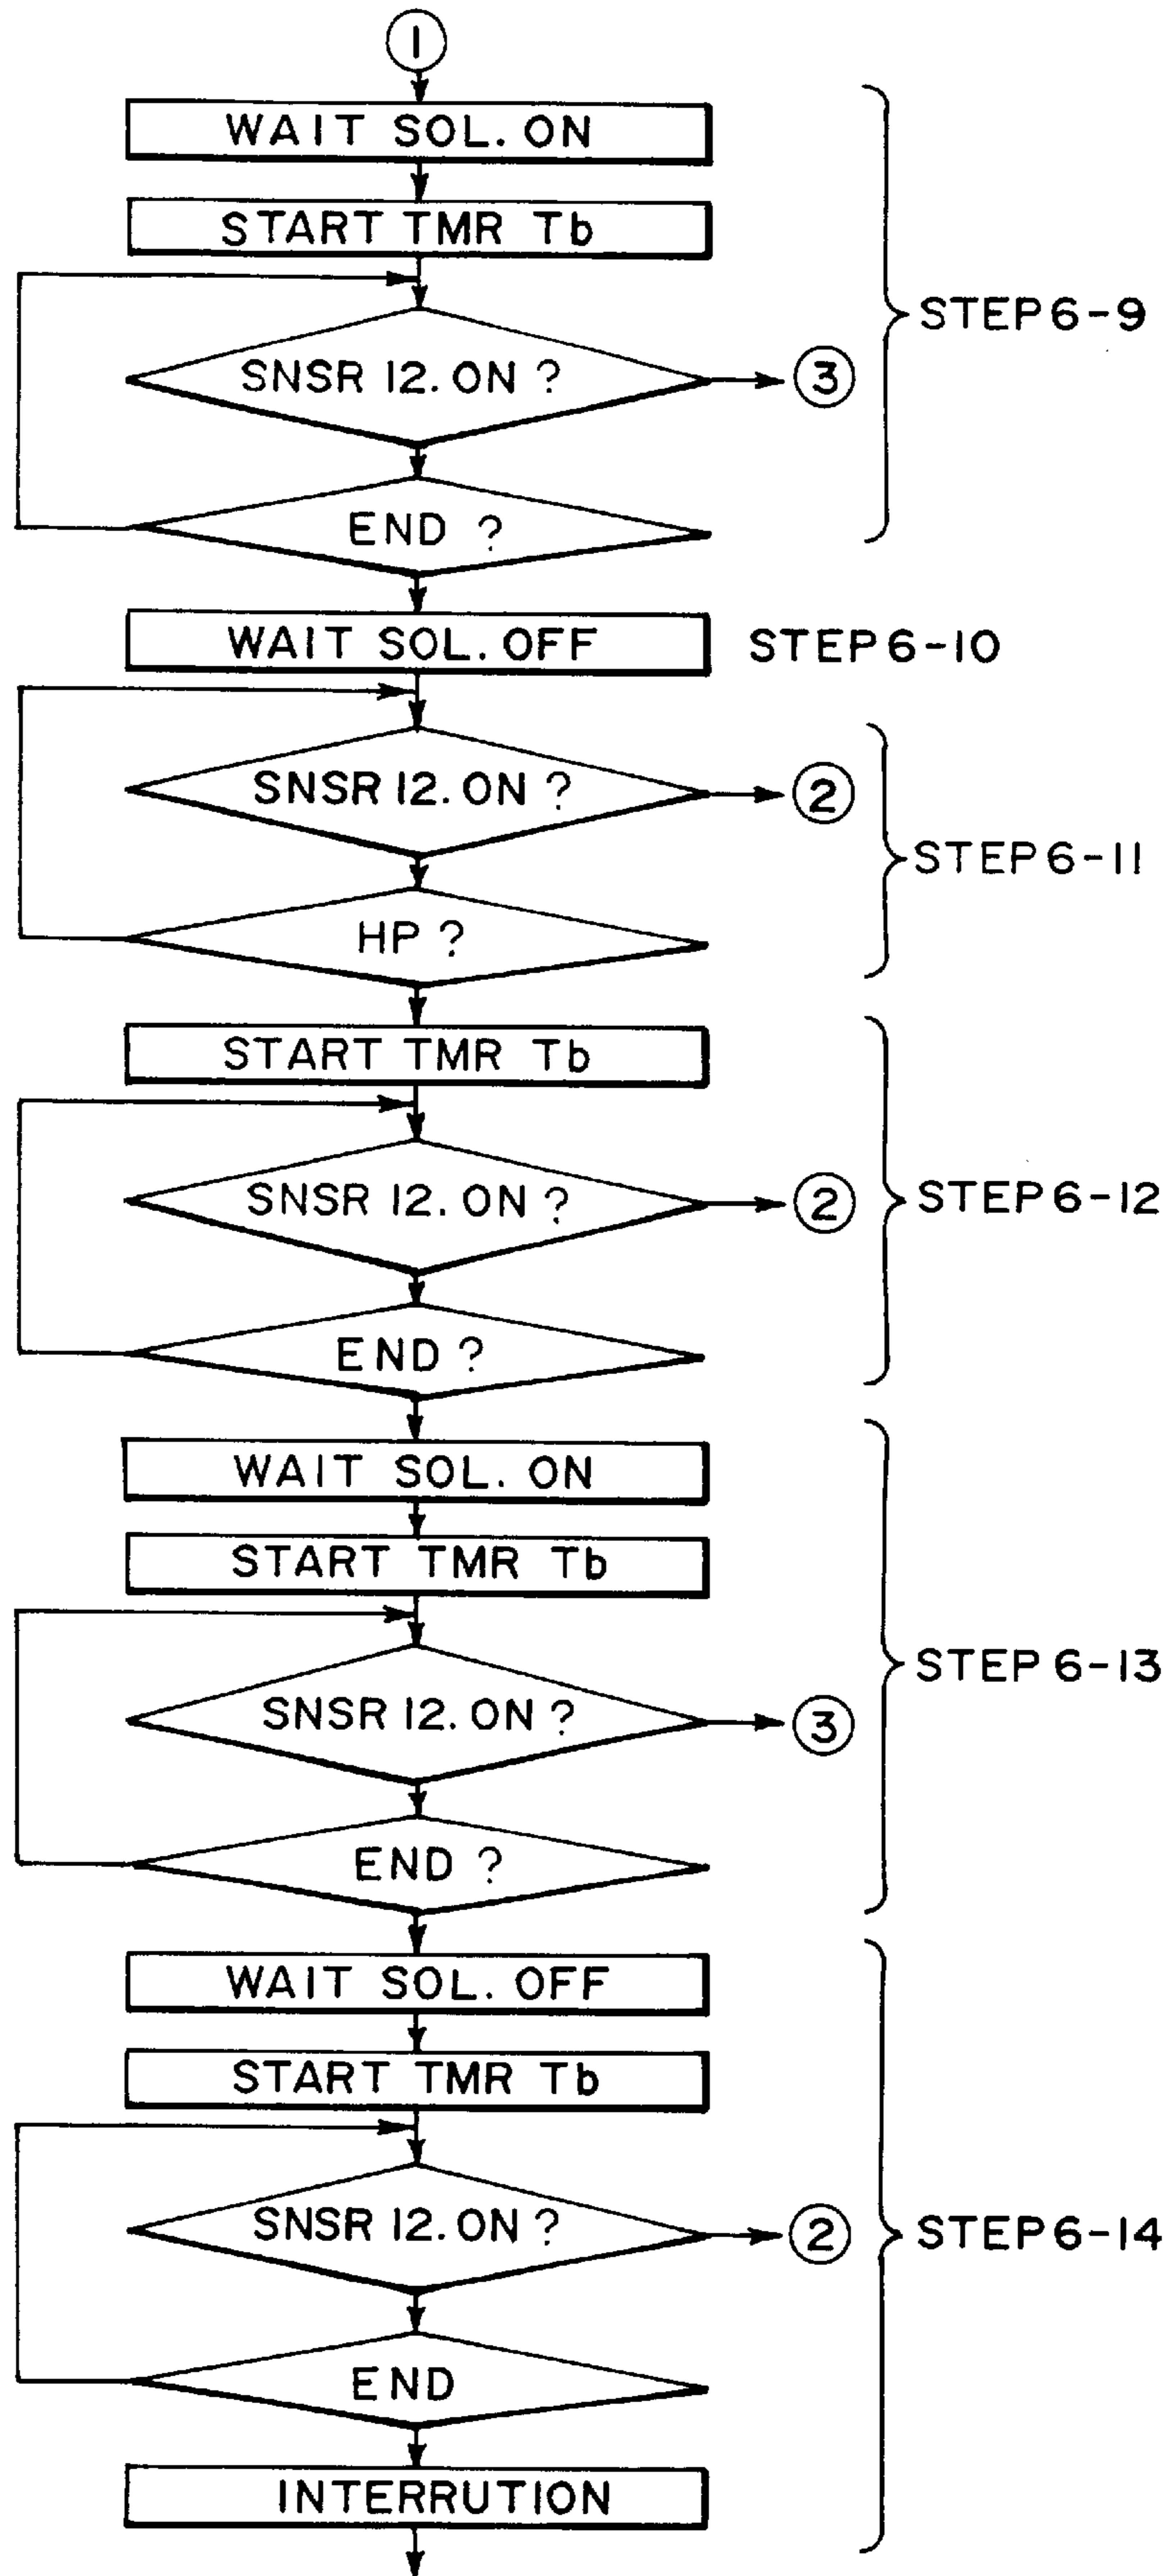 1
WAIT SOL. ON
START TMR Tb
STEP 6-9
SNSR 12. ON ?
3
END ?
WAIT SOL. OFF
STEP 6-10
SNSR 12. ON ?
2
STEP 6-11
HP ?
START TMR Tb
SNSR 12. ON ?
2
STEP 6-12
END ?
WAIT SOL. ON
START TMR Tb
STEP 6-13
SNSR 12. ON ?
3
END ?
WAIT SOL. OFF
START TMR Tb
SNSR 12. ON ?
2
STEP 6-14
END
INTERRUTION